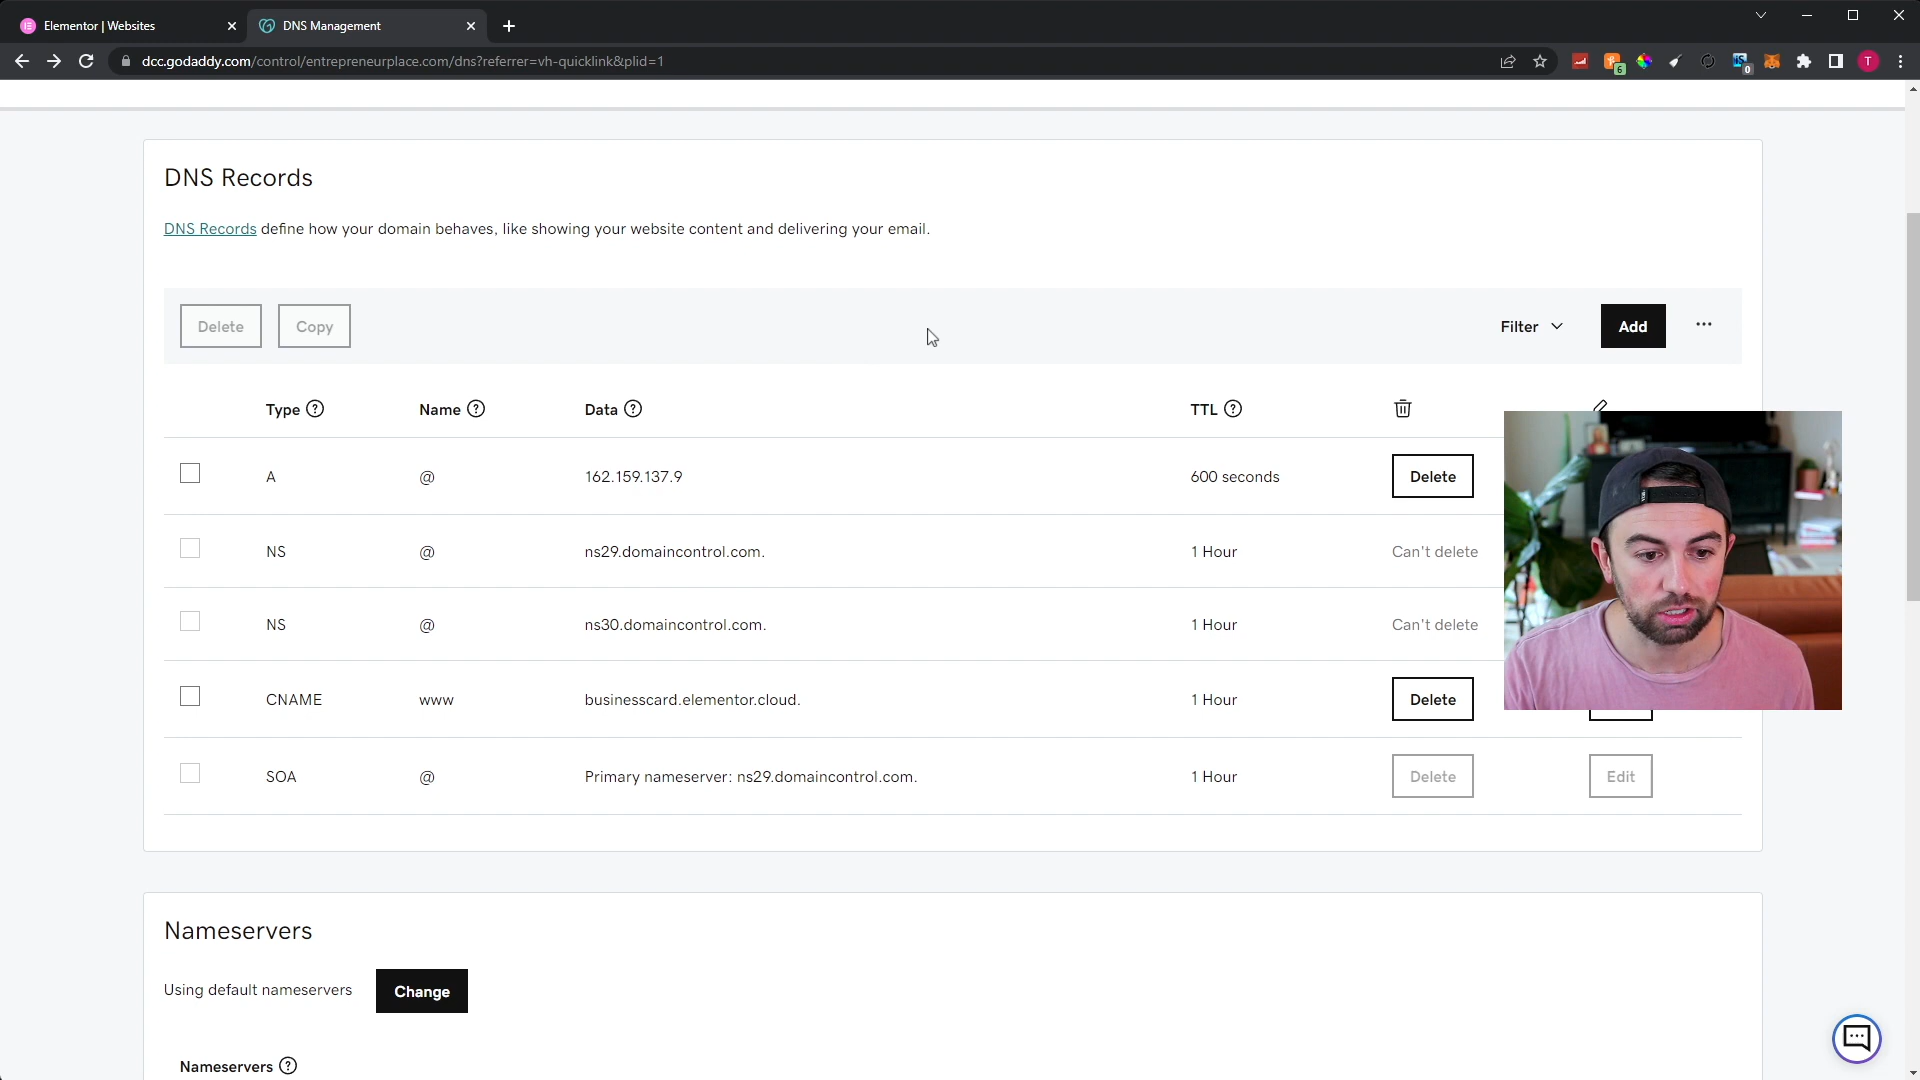 Elementor | Websites
DNS Management
dcc.godaddy.com/control/entrepreneurplace.com/dns?referrer=vh-quicklink&plid=1
6
0
T
DNS Records
DNS Records define how your domain behaves, like showing your website content and delivering your email.
Delete Copy Filter Add
Type Name Data TTL
A @ 162.159.137.9 600 seconds Delete
NS @ ns29.domaincontrol.com. 1 Hour Can't delete
NS @ ns30.domaincontrol.com. 1 Hour Can't delete
CNAME www businesscard.elementor.cloud. 1 Hour Delete
SOA @ Primary nameserver: ns29.domaincontrol.com. 1 Hour Delete Edit
Nameservers
Using default nameservers Change
Nameservers